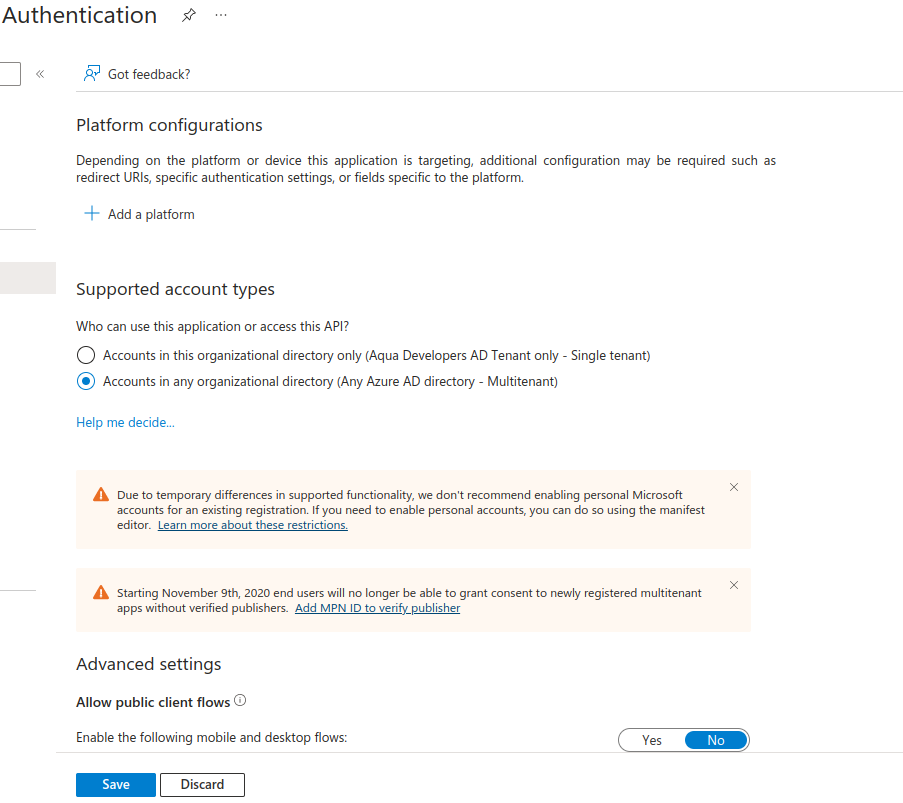 Authentication
Got feedback?
Platform configurations
Depending on the platform or device this application is targeting, additional configuration may be required such as
redirect URIs, specific authentication settings, or fields specific to the platform.
Add a platform
Supported account types
Who can use this application or access this API?
Accounts in this organizational directory only (Aqua Developers AD Tenant only - Single tenant)
Accounts in any organizational directory (Any Azure AD directory - Multitenant)
Help me decide...
Due to temporary differences in supported functionality, we don't recommend enabling personal Microsoft
accounts for an existing registration. If you need to enable personal accounts, you can do so using the manifest
editor. Learn more about these restrictions.
Starting November 9th, 2020 end users will no longer be able to grant consent to newly registered multitenant
apps without verified publishers. Add MPN ID to verify publisher
Advanced settings
Allow public client flows
Enable the following mobile and desktop flows:
Yes No
Save Discard